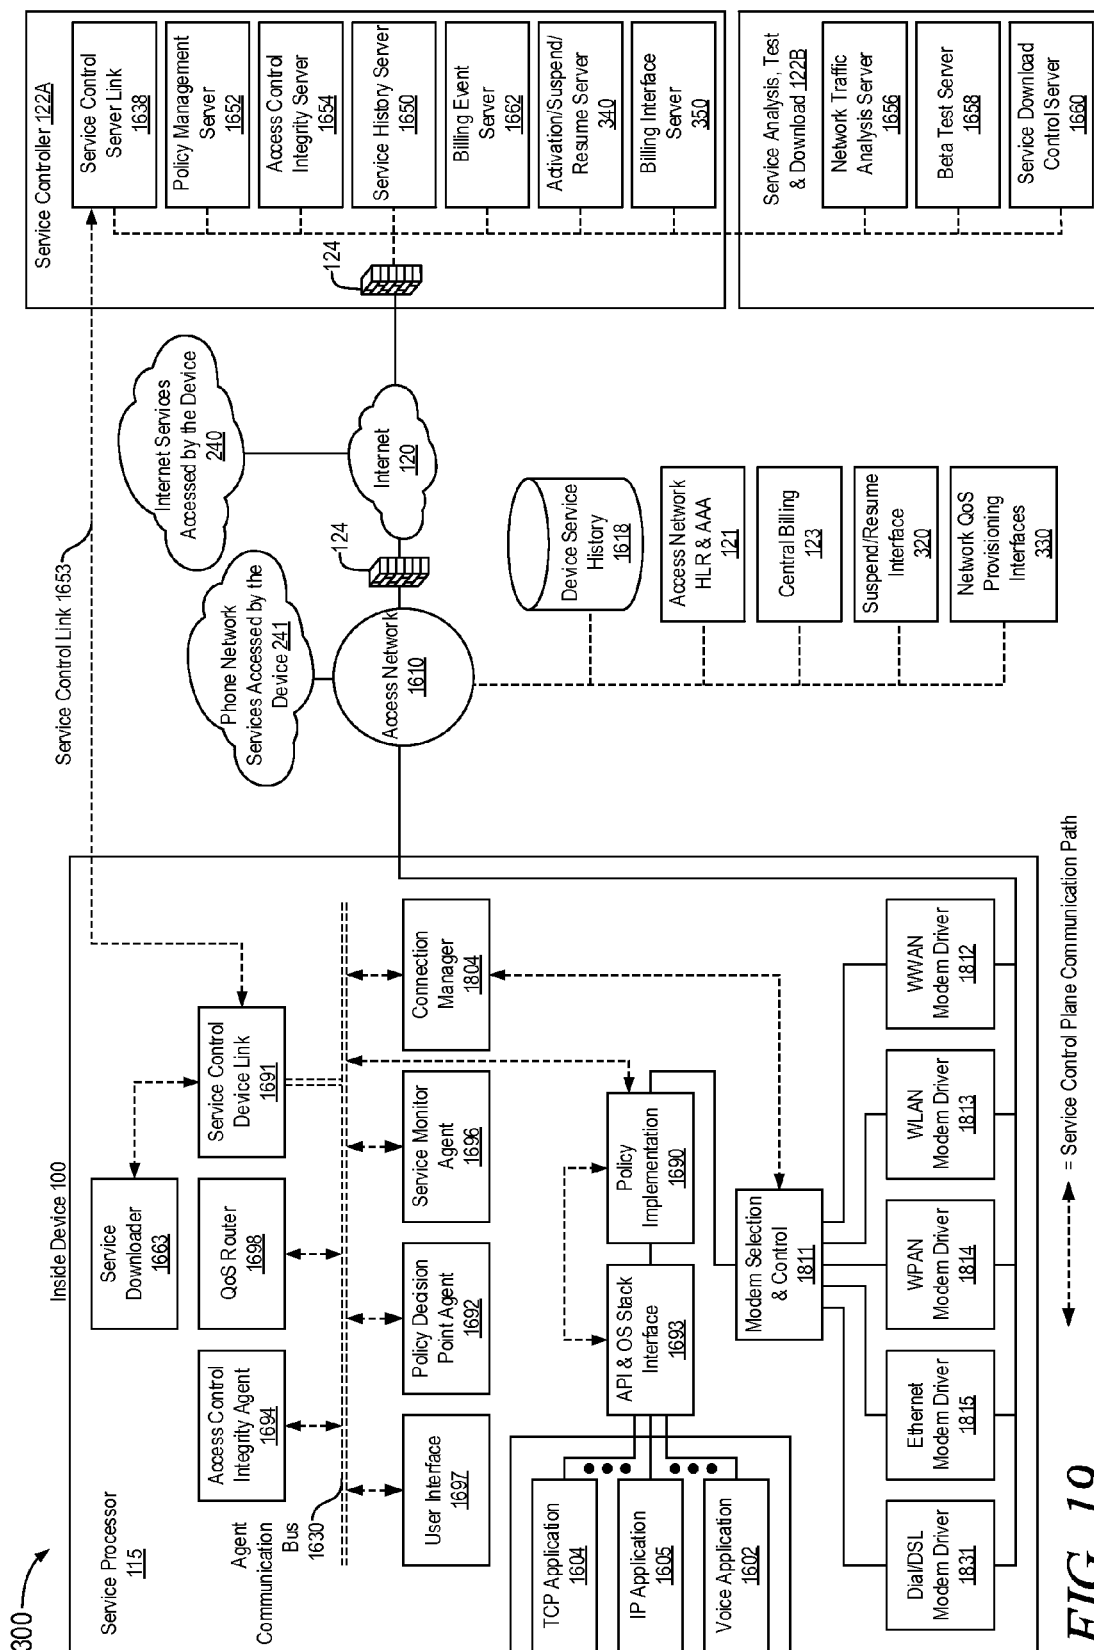 300
Inside Device 100
Service Processor
115
Service
Downloader
1663
Access Control
Integrity Agent
1694
QoS Router
1698
Service Control
Device Link
1691
Agent
Communication
Bus
1630
User Interface
1697
Policy Decision
Point Agent
1692
Service Monitor
Agent
1696
Connection
Manager
1804
TCP Application
1604
IP Application
1605
Voice Application
1602
API & OS Stack
Interface
1693
Policy
Implementation
1690
Modem Selection
& Control
1811
Dial/DSL
Modem Driver
1831
Ethernet
Modem Driver
1815
WPAN
Modem Driver
1814
WLAN
Modem Driver
1813
WWAN
Modem Driver
1812
Service Control Link 1653
Phone Network
Services Accessed by the
Device 241
Access Network
1610
124
Internet Services
Accessed by the Device
240
Internet
120
124
Device Service
History
1618
Access Network
HLR & AAA
121
Central Billing
123
Suspend/Resume
Interface
320
Network QoS
Provisioning
Interfaces
330
Service Controller 122A
Service Control
Server Link
1638
Policy Management
Server
1652
Access Control
Integrity Server
1654
Service History Server
1650
Billing Event
Server
1662
Activation/Suspend/
Resume Server
340
Billing Interface
Server
350
Service Analysis, Test
& Download 122B
Network Traffic
Analysis Server
1656
Beta Test Server
1658
Service Download
Control Server
1660
= Service Control Plane Communication Path
FIG. 19